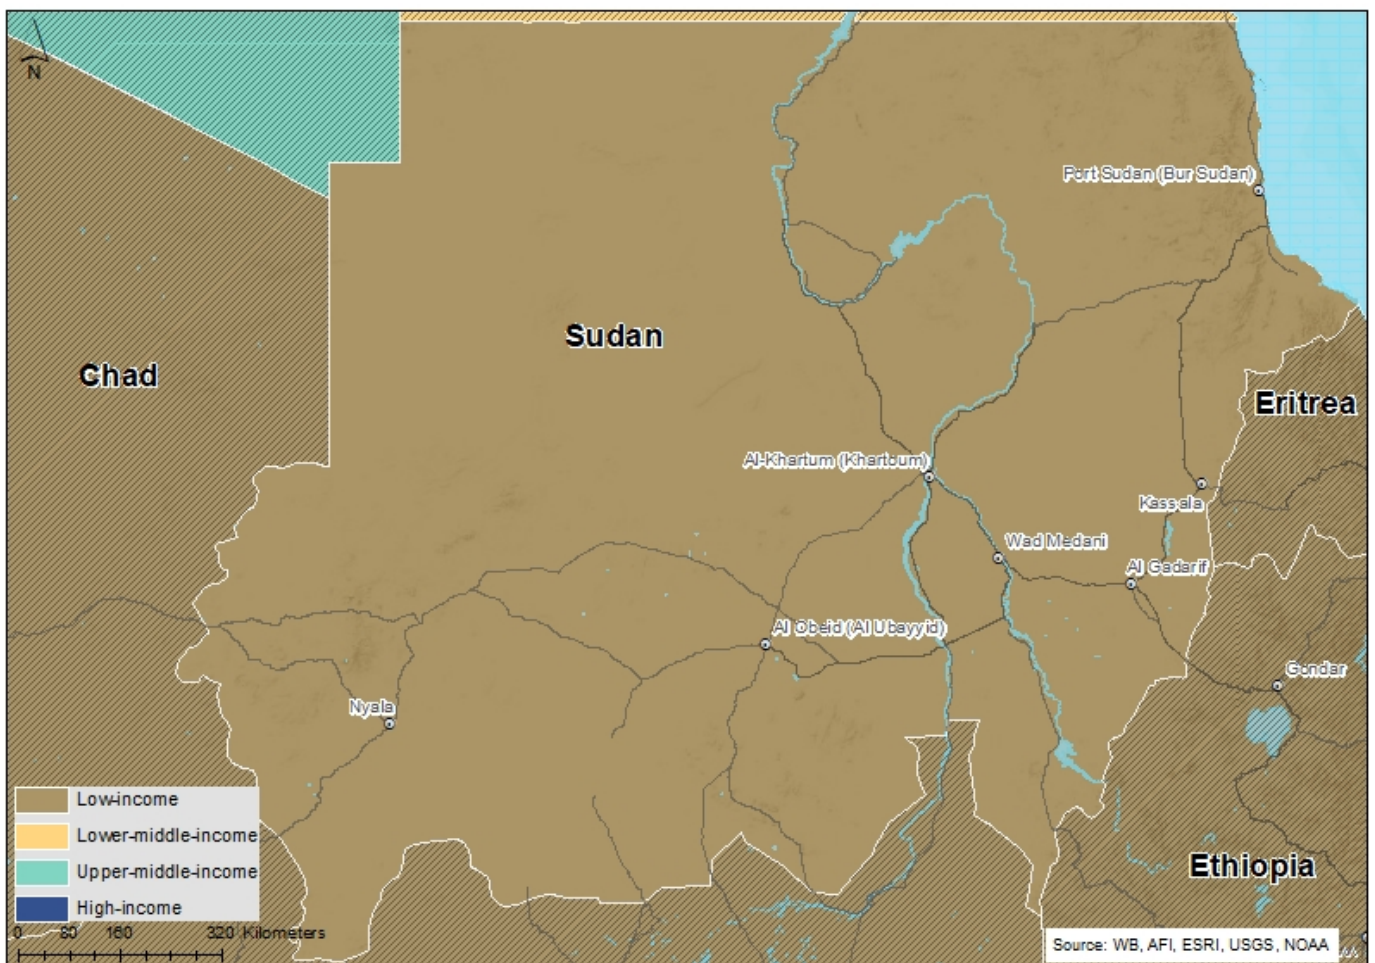 N
Port Sudan (Bur Sudan)
Sudan
Chad
Eritrea
Al-Khartum (Khartoum)
Kassala
Wad Medani
Al Gadarif
Al Obeid (Al Ubayyid)
Gondar
Nyala
Low-income
Lower-middle-income
Upper-middle-income
High-income
Ethiopia
0 80 160 320 Kilometers
Source: WB, AFI, ESRI, USGS, NOAA